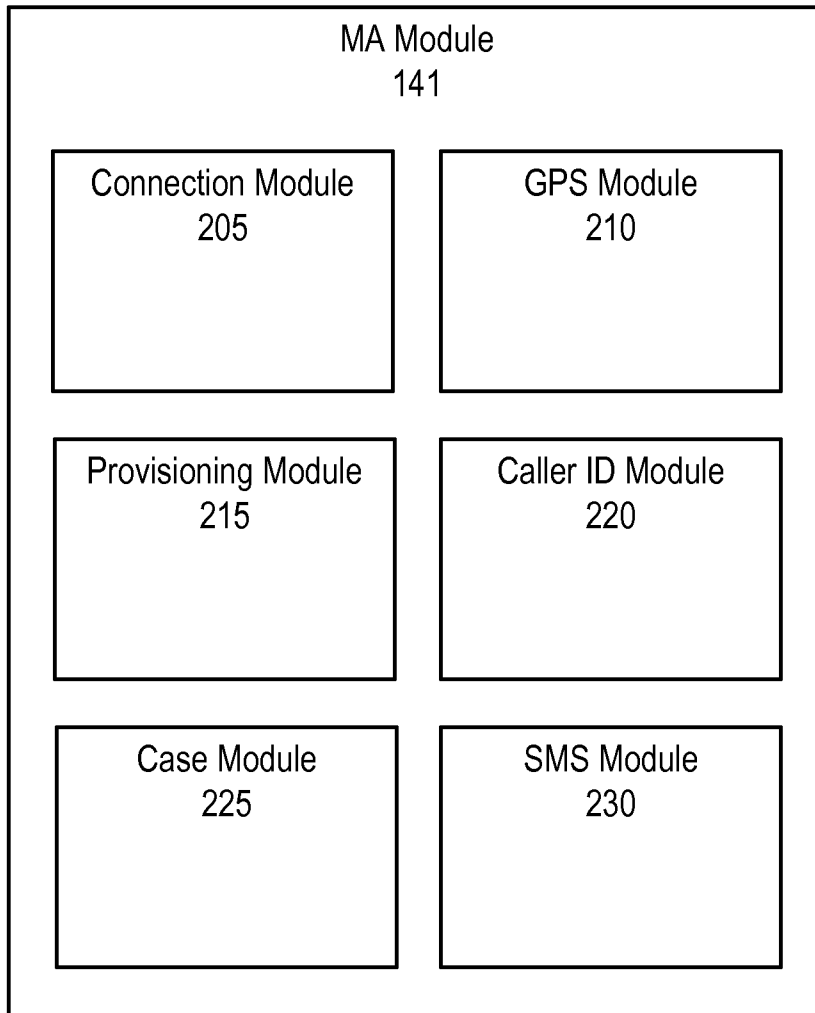 MA Module
141
Connection Module
205
GPS Module
210
Provisioning Module
215
Caller ID Module
220
Case Module
225
SMS Module
230